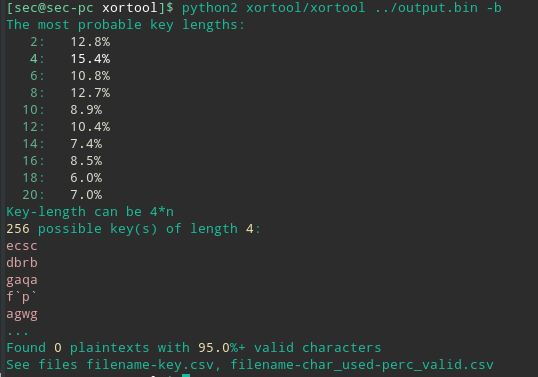 [sec@sec-pc xortool]$ python2 xortool/xortool ../output.bin -b
The most probable key lengths:
2: 12.8%
4: 15.4%
6: 10.8%
8: 12.7%
10: 8.9%
12: 10.4%
14: 7.4%
16: 8.5%
18: 6.0%
20: 7.0%
Key-length can be 4*n
256 possible key(s) of length 4:
ecsc
dbrb
gaqa
f`p`
agwg
...
Found 0 plaintexts with 95.0%+ valid characters
See files filename-key.csv, filename-char_used-perc_valid.csv